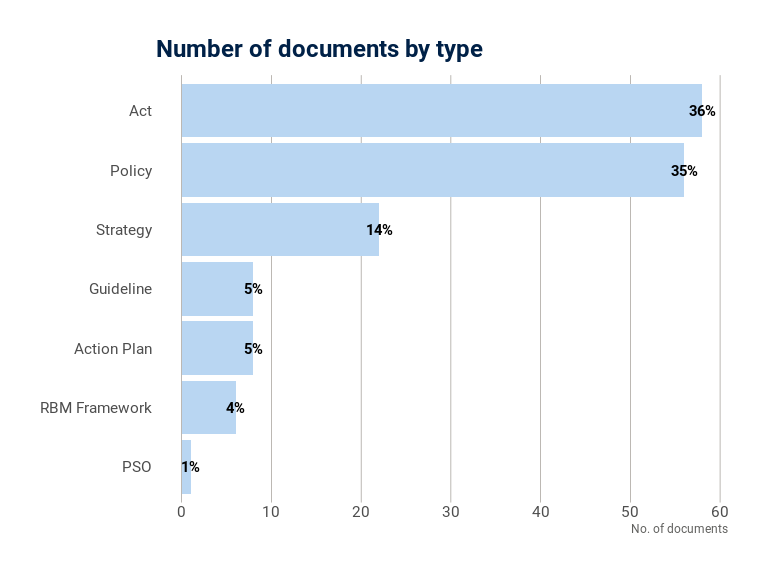 Number of documents by type
Act 36%
Policy 35%
Strategy 14%
Guideline 5%
Action Plan 5%
RBM Framework 4%
PSO 1%
0 10 20 30 40 50 60
No. of documents